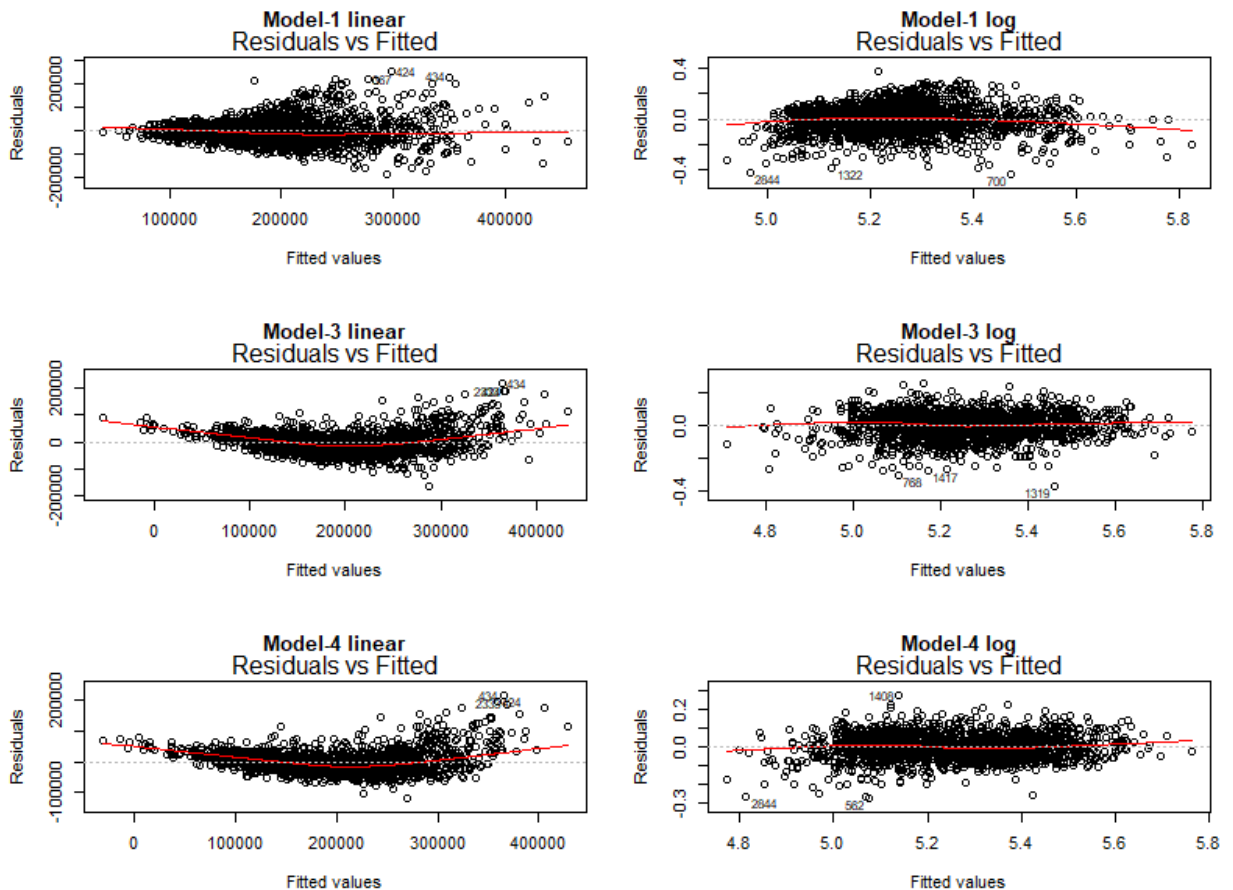 Model-1 linear
Residuals vs Fitted
Residuals
-200000
200000
424
434
100000 200000 300000 400000
Fitted values
Model-1 log
Residuals vs Fitted
Residuals
-0.4 0.0 0.4
2844
1322
700
5.0 5.2 5.4 5.6 5.8
Fitted values
Model-3 linear
Residuals vs Fitted
Residuals
-200000 0 200000
434
0 100000 200000 300000 400000
Fitted values
Model-3 log
Residuals vs Fitted
Residuals
-0.4 0.0
768
1417
1319
4.8 5.0 5.2 5.4 5.6 5.8
Fitted values
Model-4 linear
Residuals vs Fitted
Residuals
-100000 200000
434
0 100000 200000 300000 400000
Fitted values
Model-4 log
Residuals vs Fitted
Residuals
-0.3 0.0 0.2
1408
2844
562
4.8 5.0 5.2 5.4 5.6 5.8
Fitted values